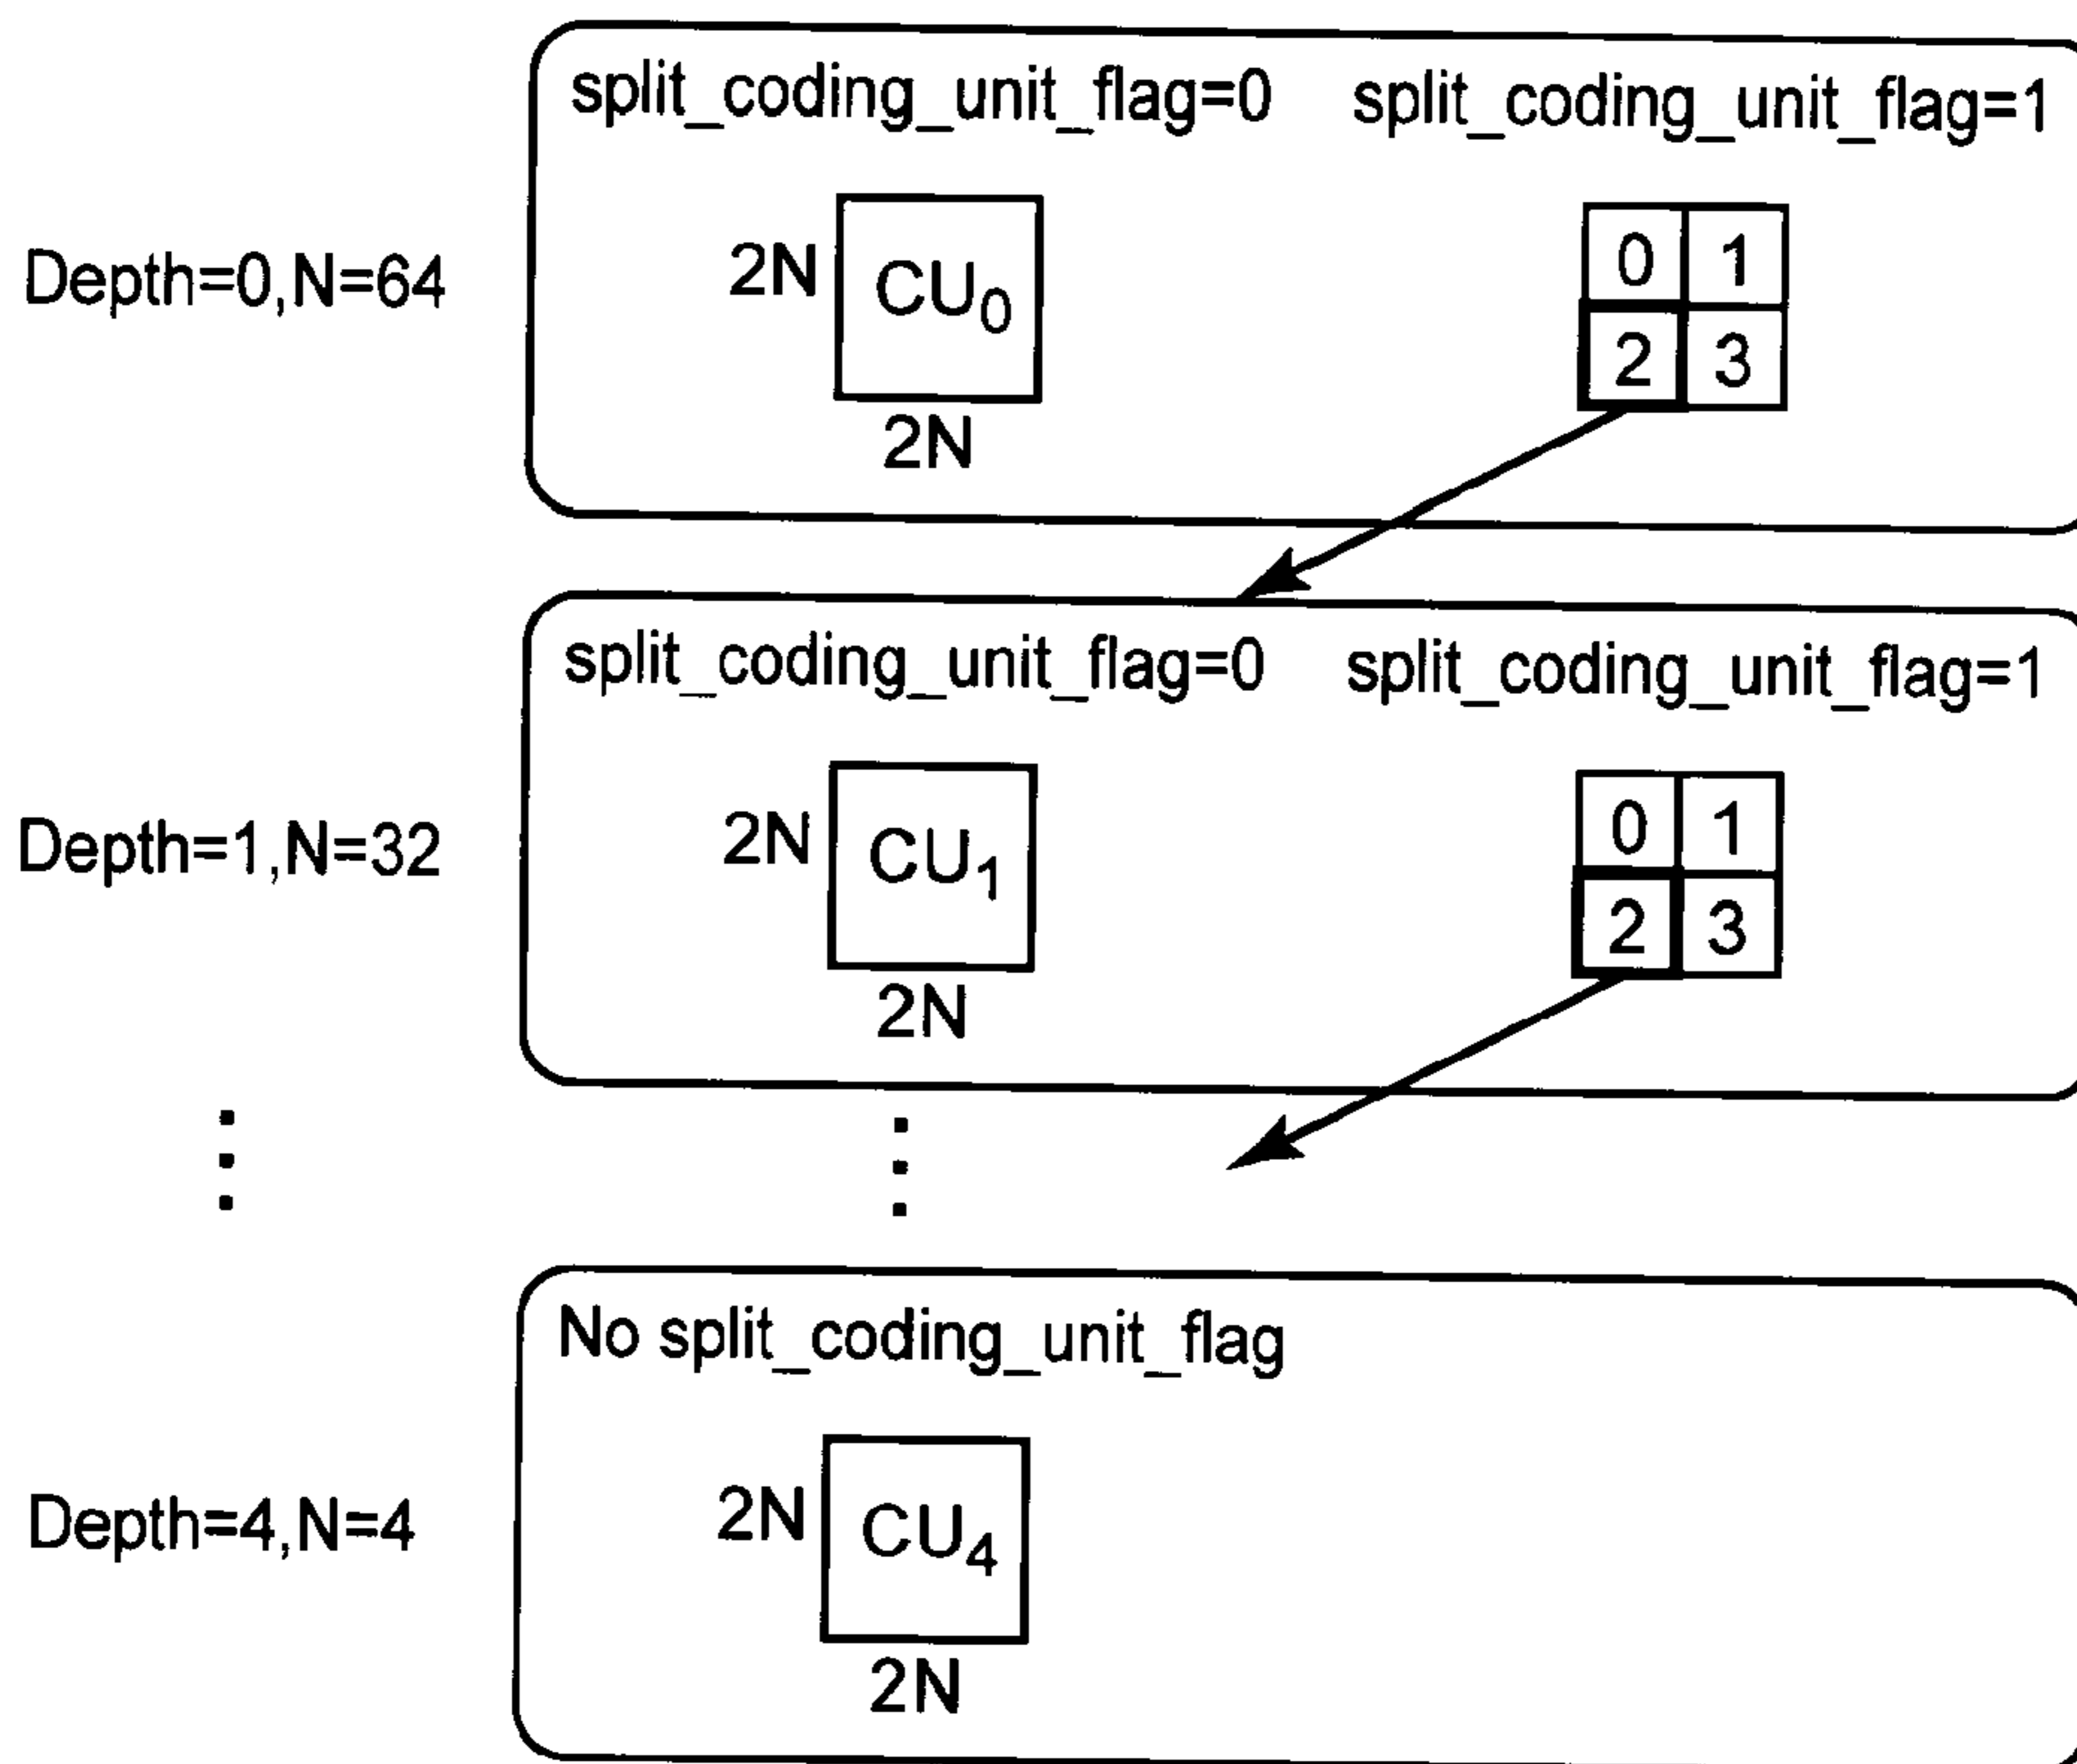 split_coding_unit_flag=0 split_coding_unit_flag=1
Depth=0,N=64
2N
CU0
2N
0 1
2 3
split_coding_unit_flag=0 split_coding_unit_flag=1
Depth=1,N=32
2N
CU1
2N
0 1
2 3
No split_coding_unit_flag
Depth=4,N=4
2N
CU4
2N